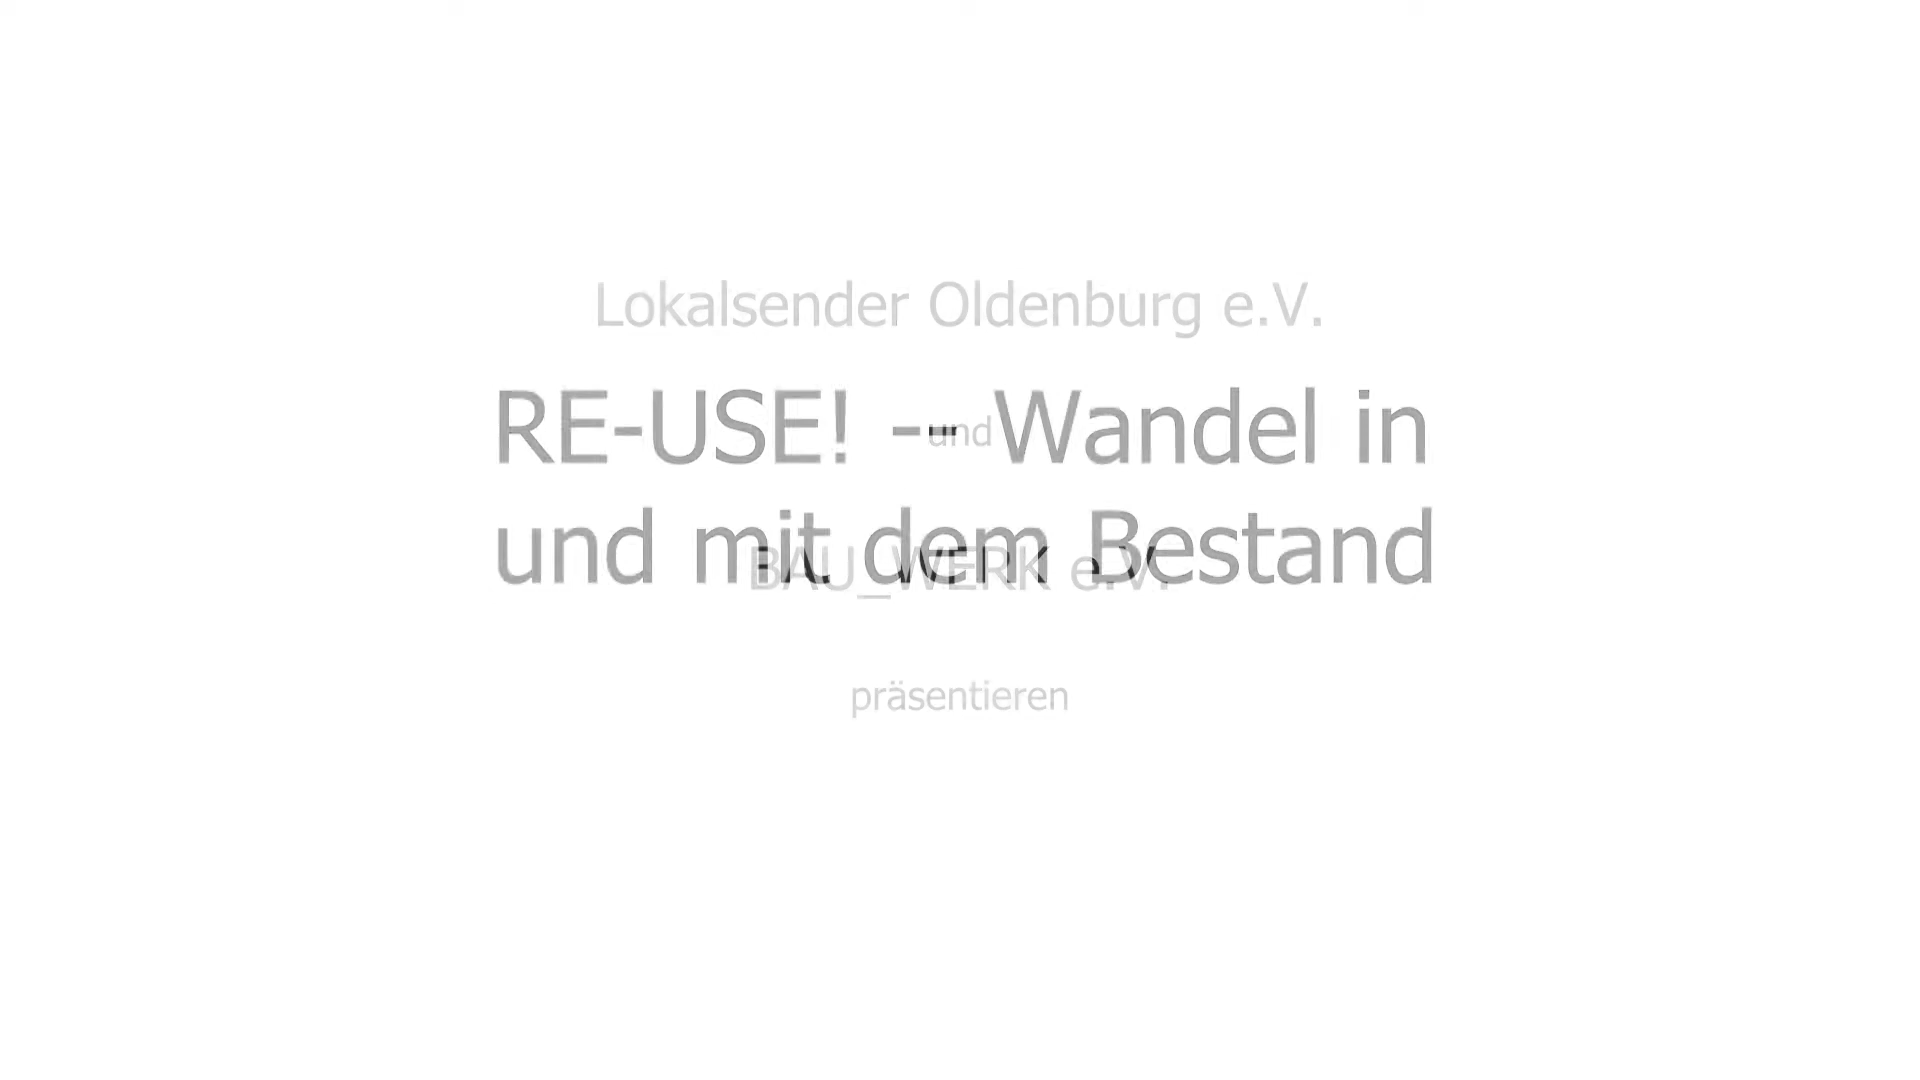 Lokalsender Oldenburg e.V.
und
RE-USE! -- Wandel in
und mit dem Bestand
BAU_WERK e.V.
präsentieren